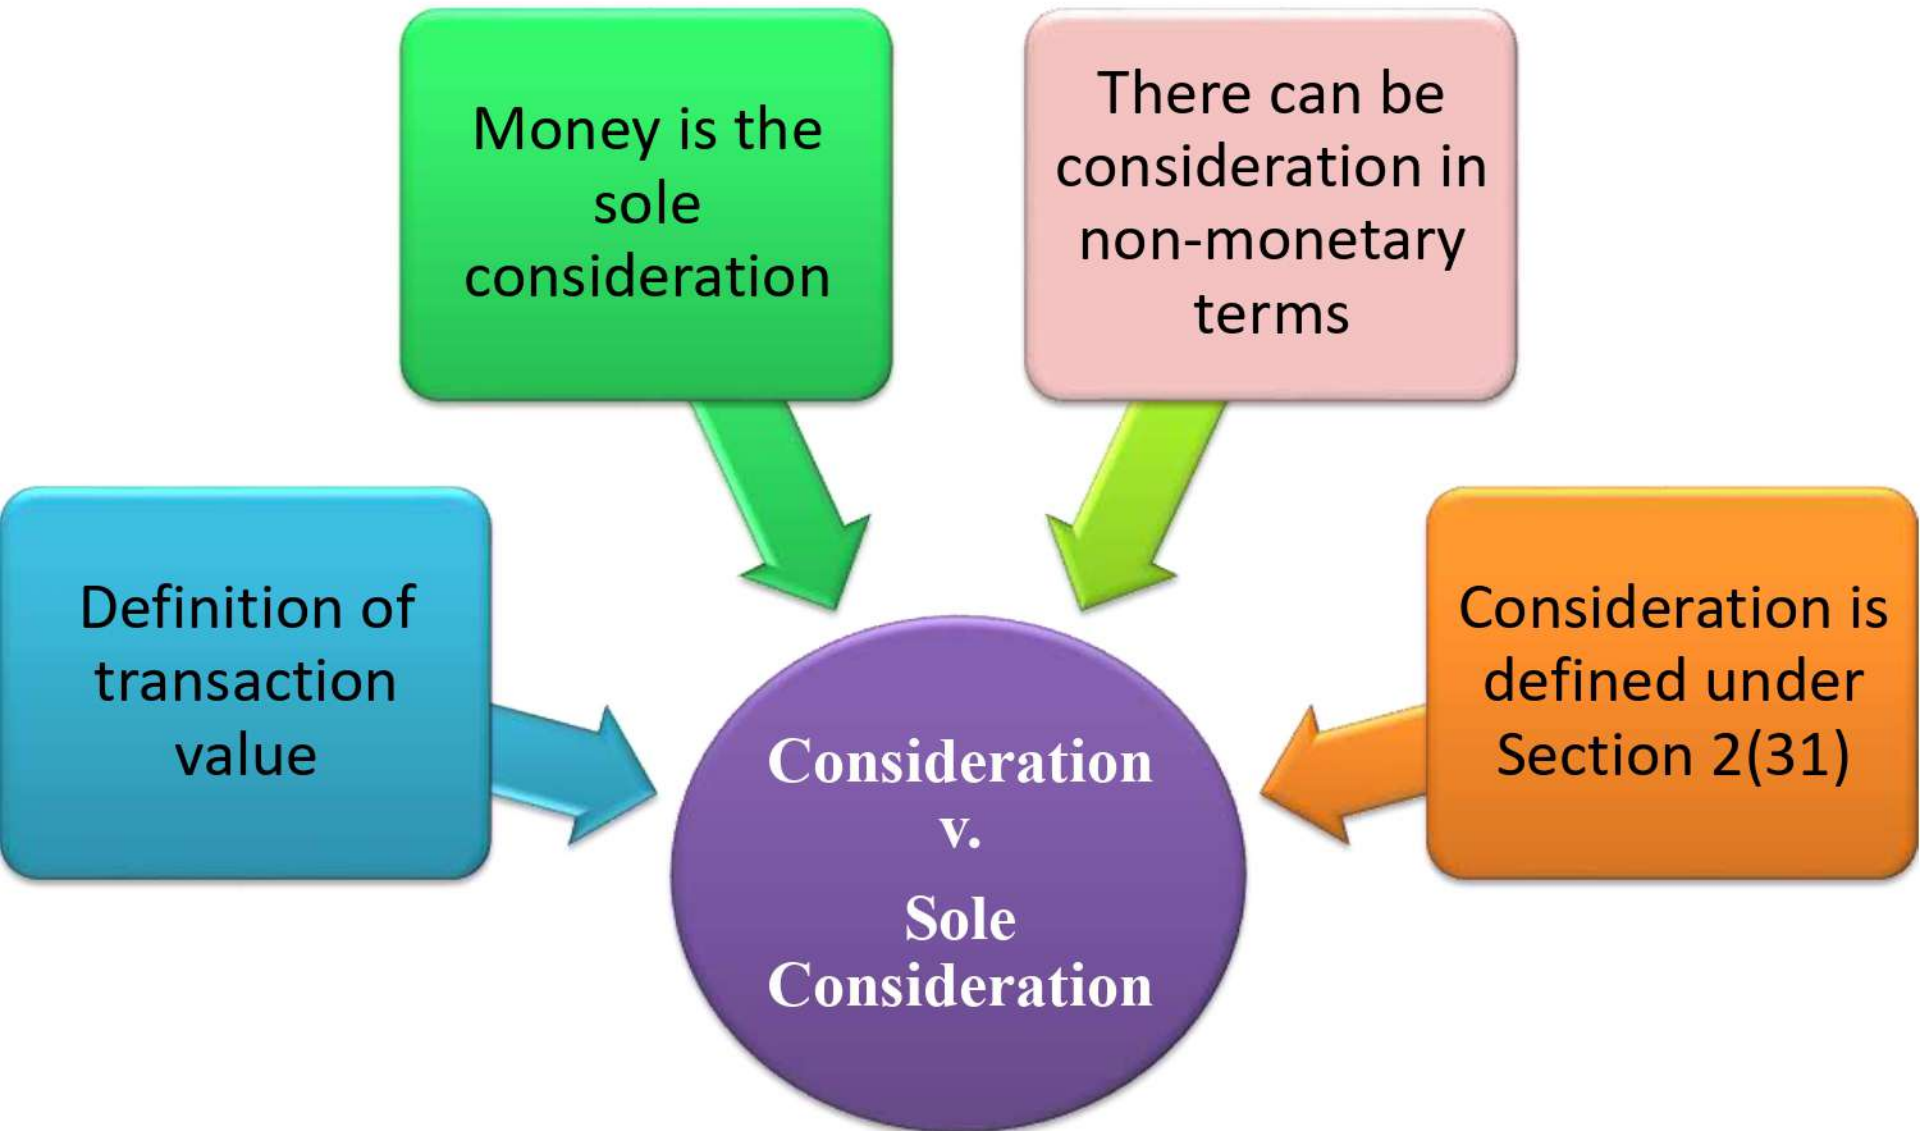 Money is the
sole
consideration
There can be
consideration in
non-monetary
terms
Definition of
transaction
value
Consideration is
defined under
Section 2(31)
Consideration
v.
Sole
Consideration